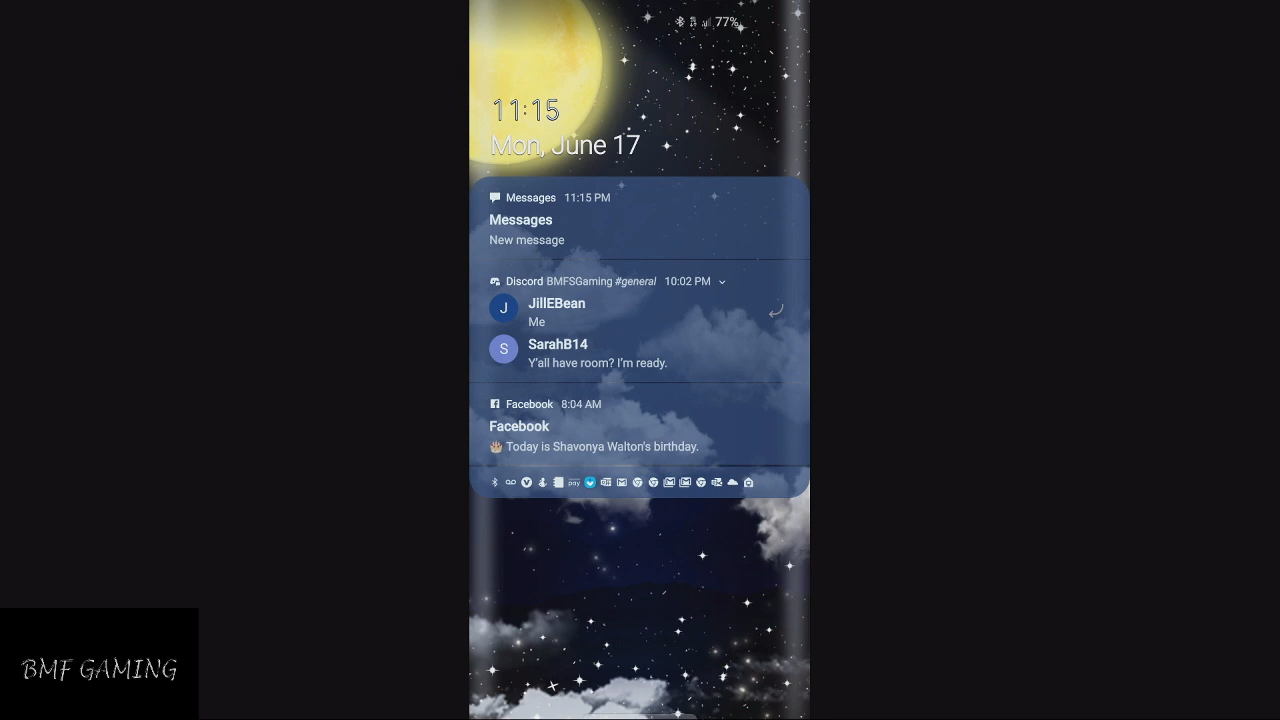 77%
11:15
Mon, June 17
Messages 11:15 PM
Messages
New message
Discord BMFSGaming #general 10:02 PM
J
JillEBean
Me
S
SarahB14
Y'all have room? I'm ready.
Facebook 8:04 AM
Facebook
Today is Shavonya Walton's birthday.
pay
BMF GAMING